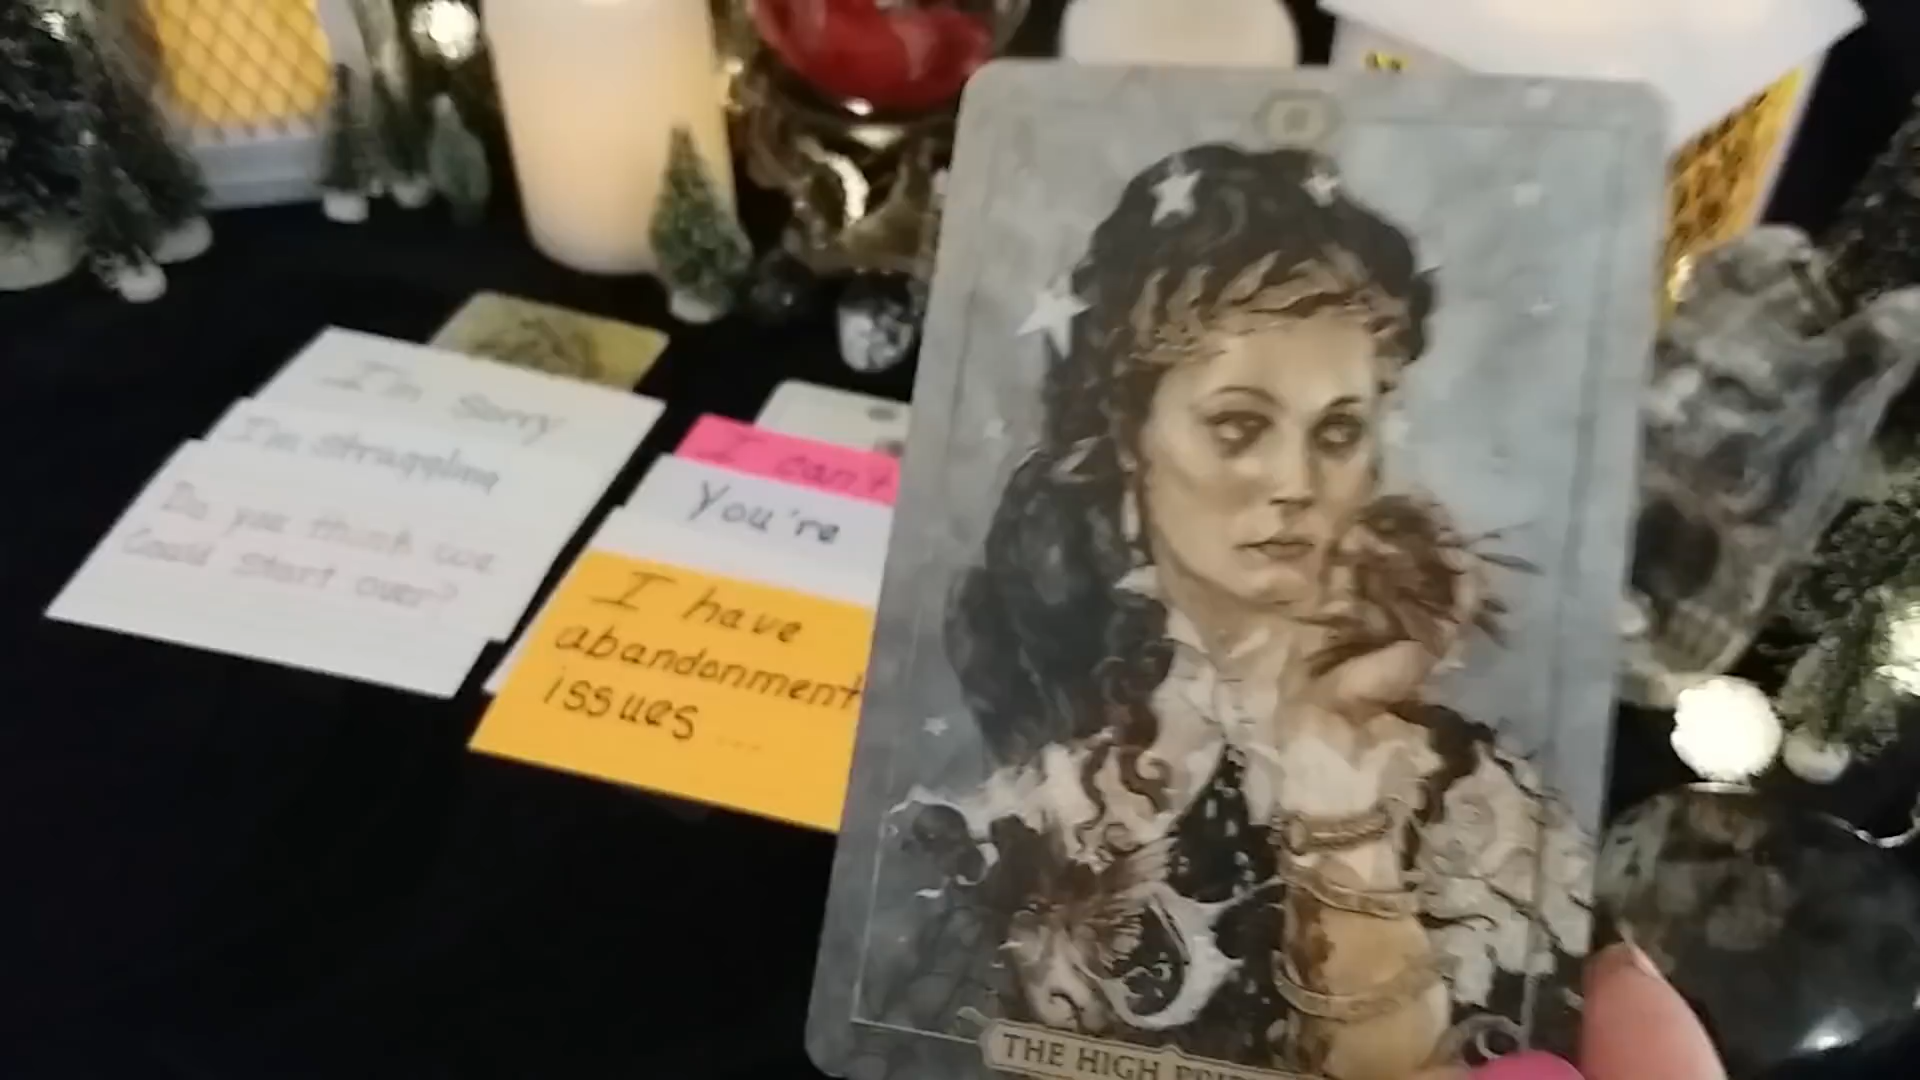 I'm Sorry
I'm struggling
Do you think we
Could start over?
I can't
You're
I have
abandonment
issues ...
THE HIGH